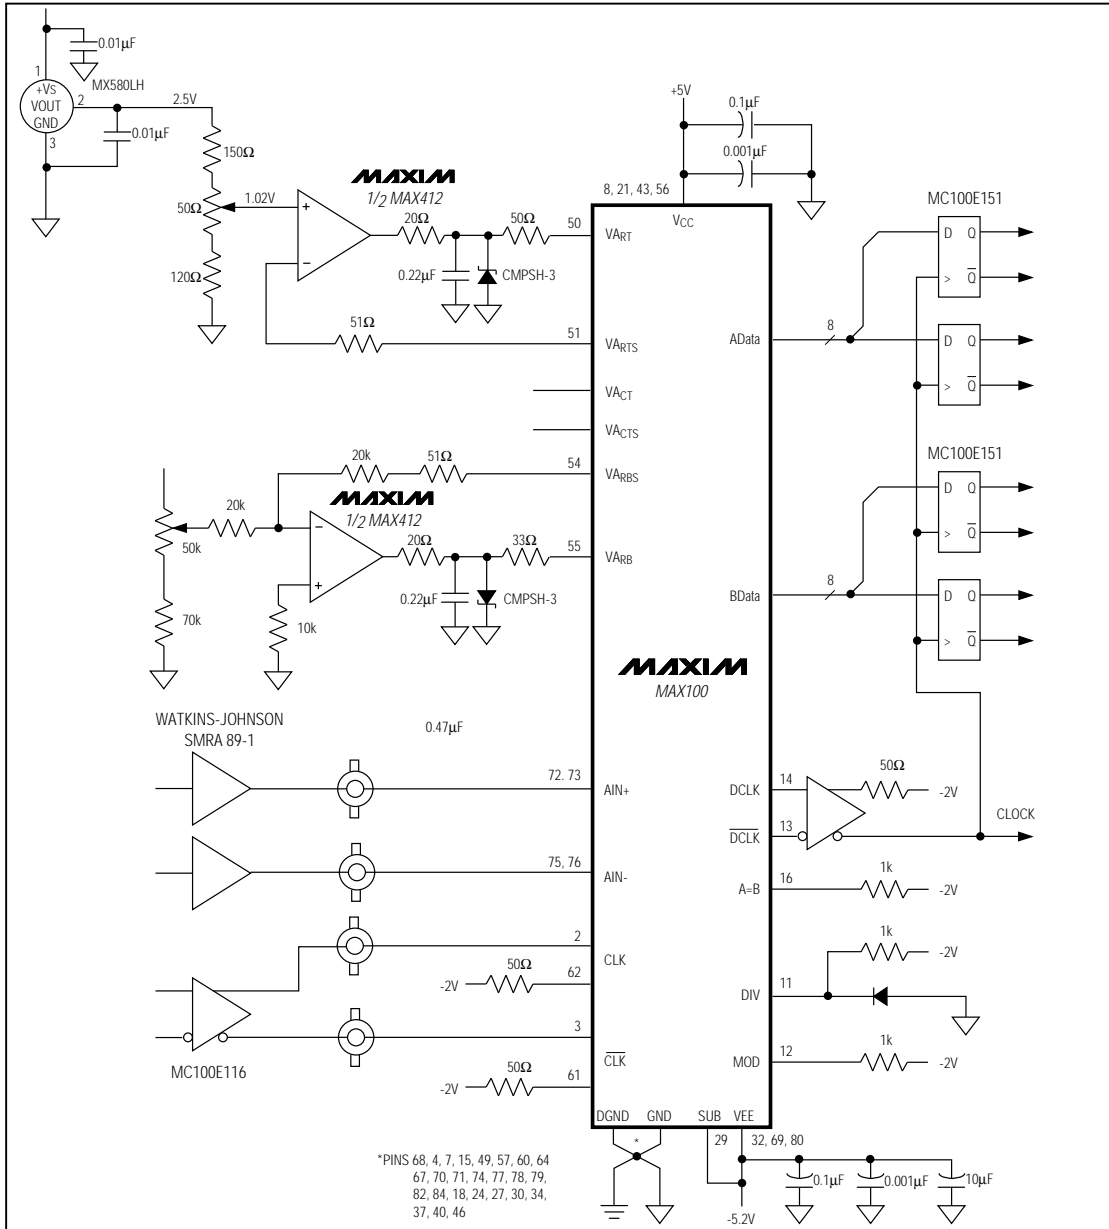 0.01µF
1
+VS
MX580LH
VOUT
2
2.5V
GND
3
0.01µF
150Ω
1.02V
50Ω
120Ω
MAXIM
1/2 MAX412
+
−
20Ω
50Ω
50
0.22µF
CMPSH-3
51Ω
51
+5V
0.1µF
0.001µF
8, 21, 43, 56
VCC
VART
VARTS
VACT
VACTS
VARBS
VARB
20k
51Ω
54
MAXIM
1/2 MAX412
20k
50k
70k
−
+
10k
20Ω
33Ω
55
0.22µF
CMPSH-3
MC100E151
D Q
> Q
D Q
> Q
AData
8
MC100E151
D Q
> Q
D Q
> Q
BData
8
MAXIM
MAX100
WATKINS-JOHNSON
SMRA 89-1
0.47µF
72. 73
AIN+
75, 76
AIN-
2
CLK
-2V
50Ω
62
3
CLK
MC100E116
-2V
50Ω
61
DCLK
14
50Ω
-2V
DCLK
13
CLOCK
A=B
16
1k
-2V
1k
-2V
DIV
11
MOD
12
1k
-2V
DGND
GND
SUB
VEE
*
29
32, 69, 80
*PINS 68, 4, 7, 15, 49, 57, 60, 64
67, 70, 71, 74, 77, 78, 79,
82, 84, 18, 24, 27, 30, 34,
37, 40, 46
0.1µF
0.001µF
10µF
-5.2V